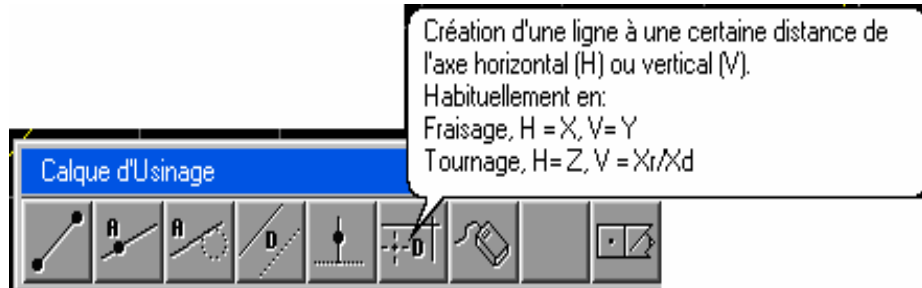 Création d'une ligne à une certaine distance de
l'axe horizontal (H) ou vertical (V).
Habituellement en:
Fraisage, H =X, V=Y
Tournage, H=Z, V =Xr/Xd
Calque d'Usinage
A A D D